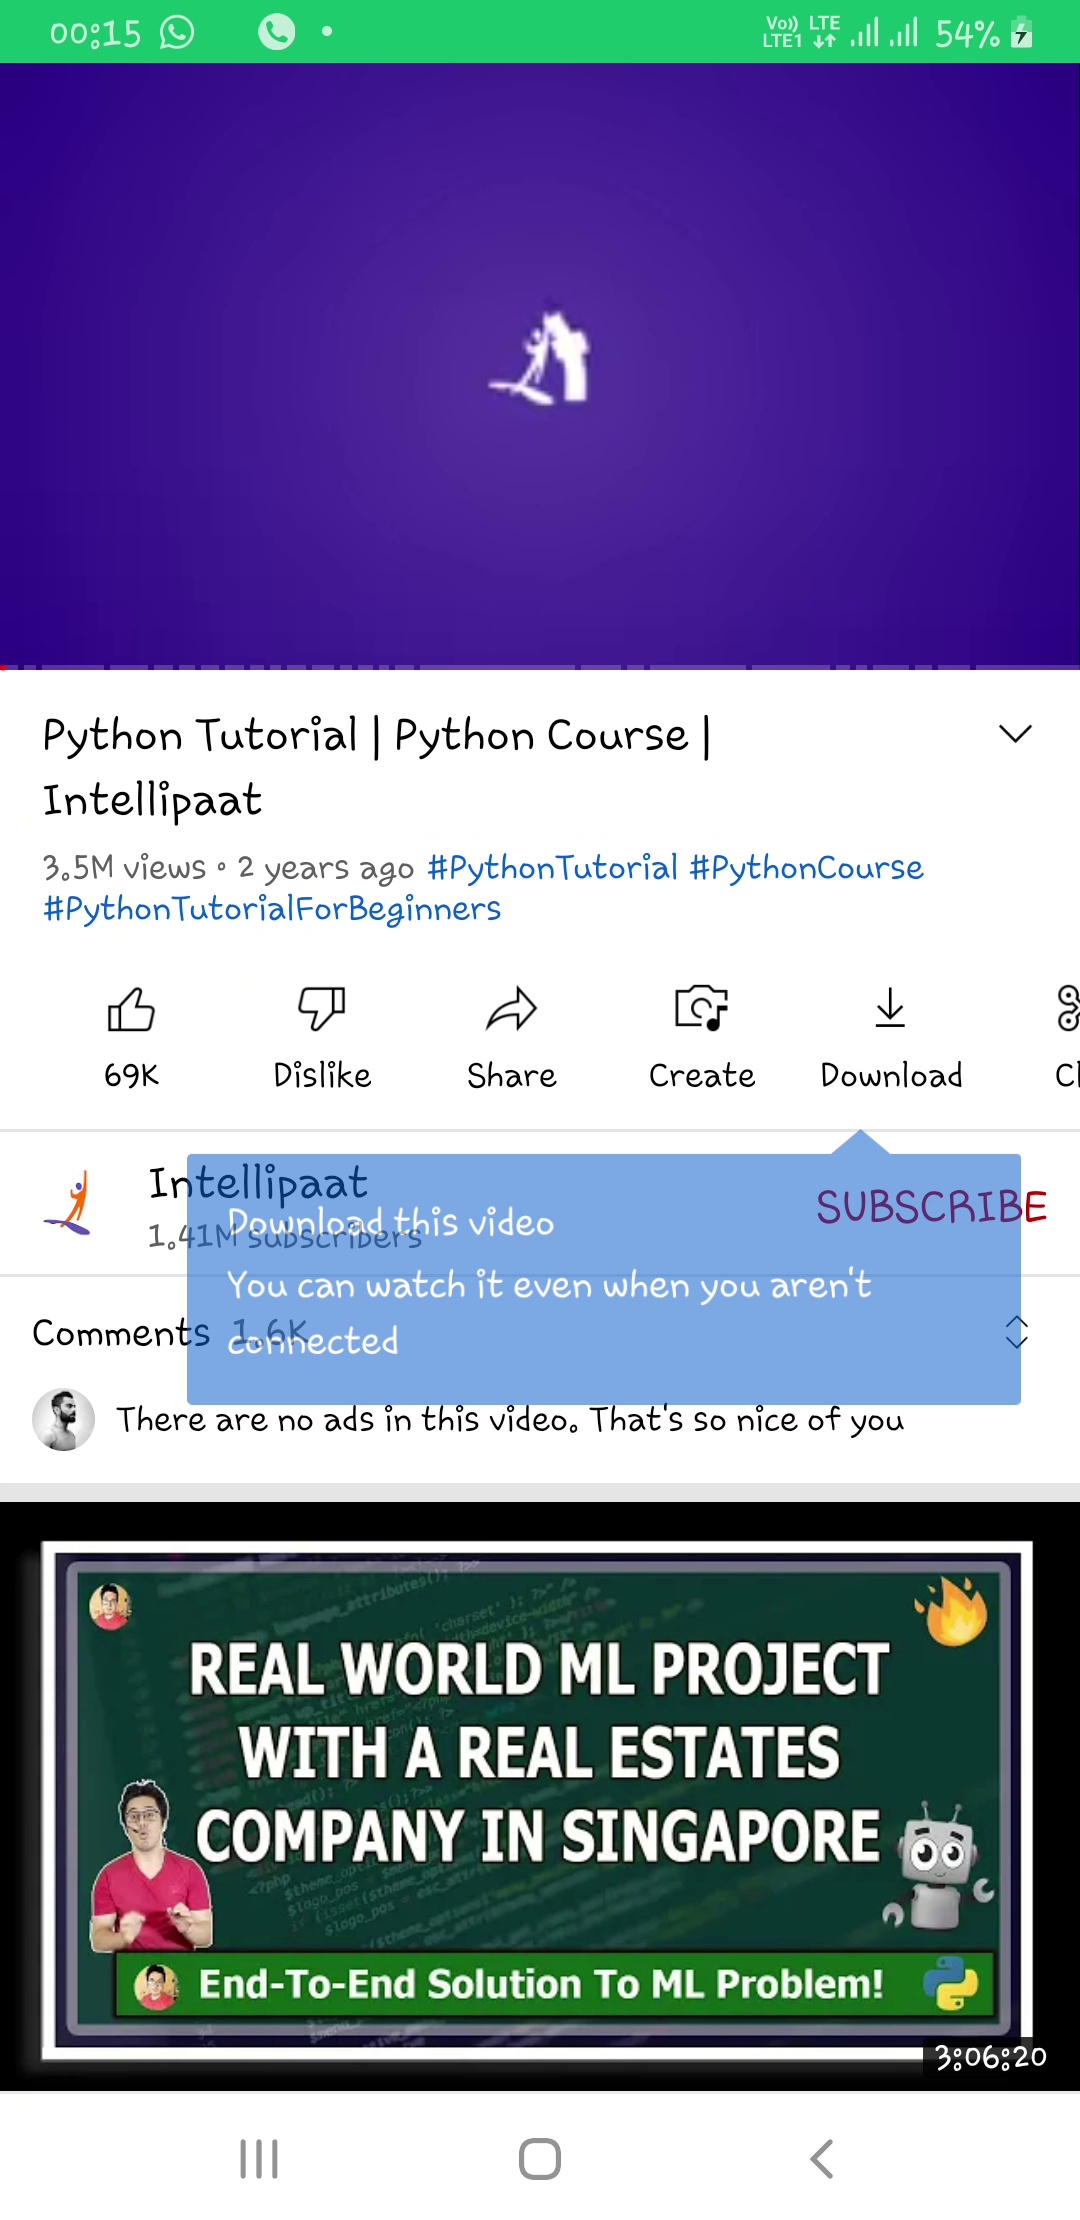 00:15
Vo)) LTE
LTE1
54%
Python Tutorial | Python Course |
Intellipaat
3.5M views • 2 years ago #PythonTutorial #PythonCourse
#PythonTutorialForBeginners
69K Dislike Share Create Download Cl
Intellipaat
1.41M subscribers
SUBSCRIBE
Download this video
You can watch it even when you aren't
connected
Comments 1.6K
There are no ads in this video. That's so nice of you
REAL WORLD ML PROJECT
WITH A REAL ESTATES
COMPANY IN SINGAPORE
End-To-End Solution To ML Problem!
3:06:20